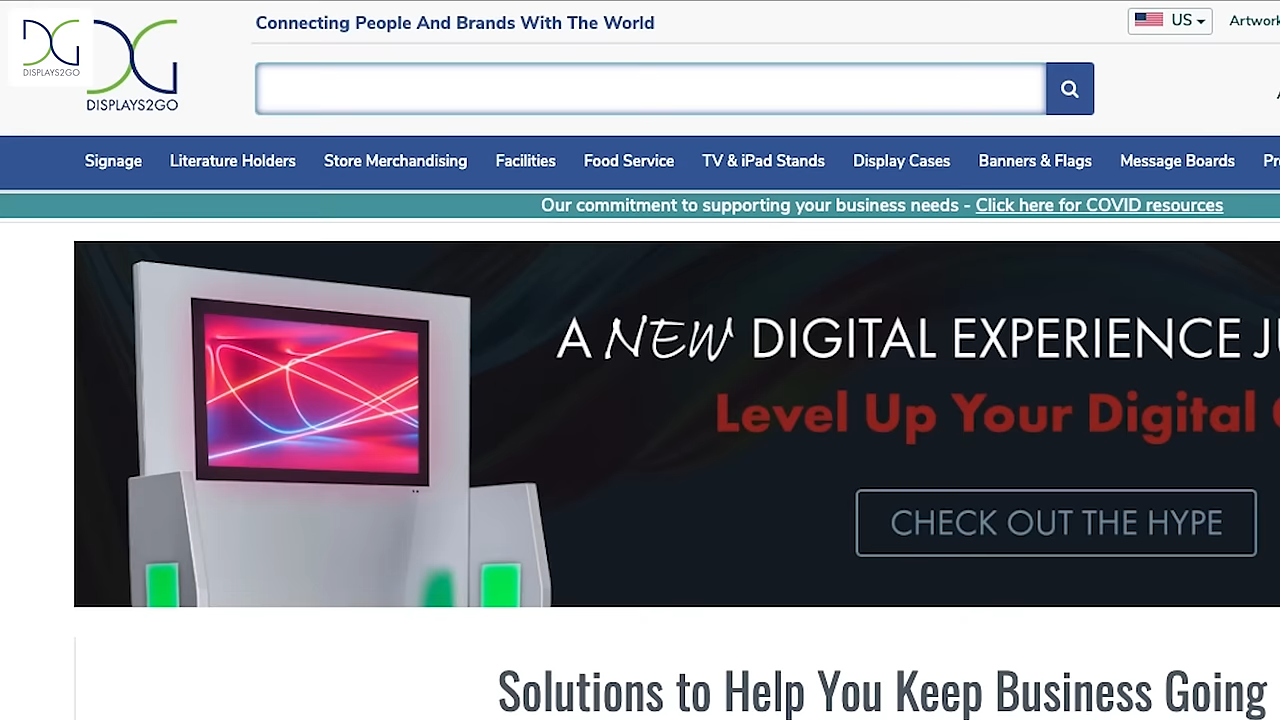 DISPLAYS2GO
DISPLAYS2GO
Connecting People And Brands With The World
US
Artwork
Signage Literature Holders Store Merchandising Facilities Food Service TV & iPad Stands Display Cases Banners & Flags Message Boards
Our commitment to supporting your business needs - Click here for COVID resources
A NEW DIGITAL EXPERIENCE
Level Up Your Digital
CHECK OUT THE HYPE
Solutions to Help You Keep Business Going